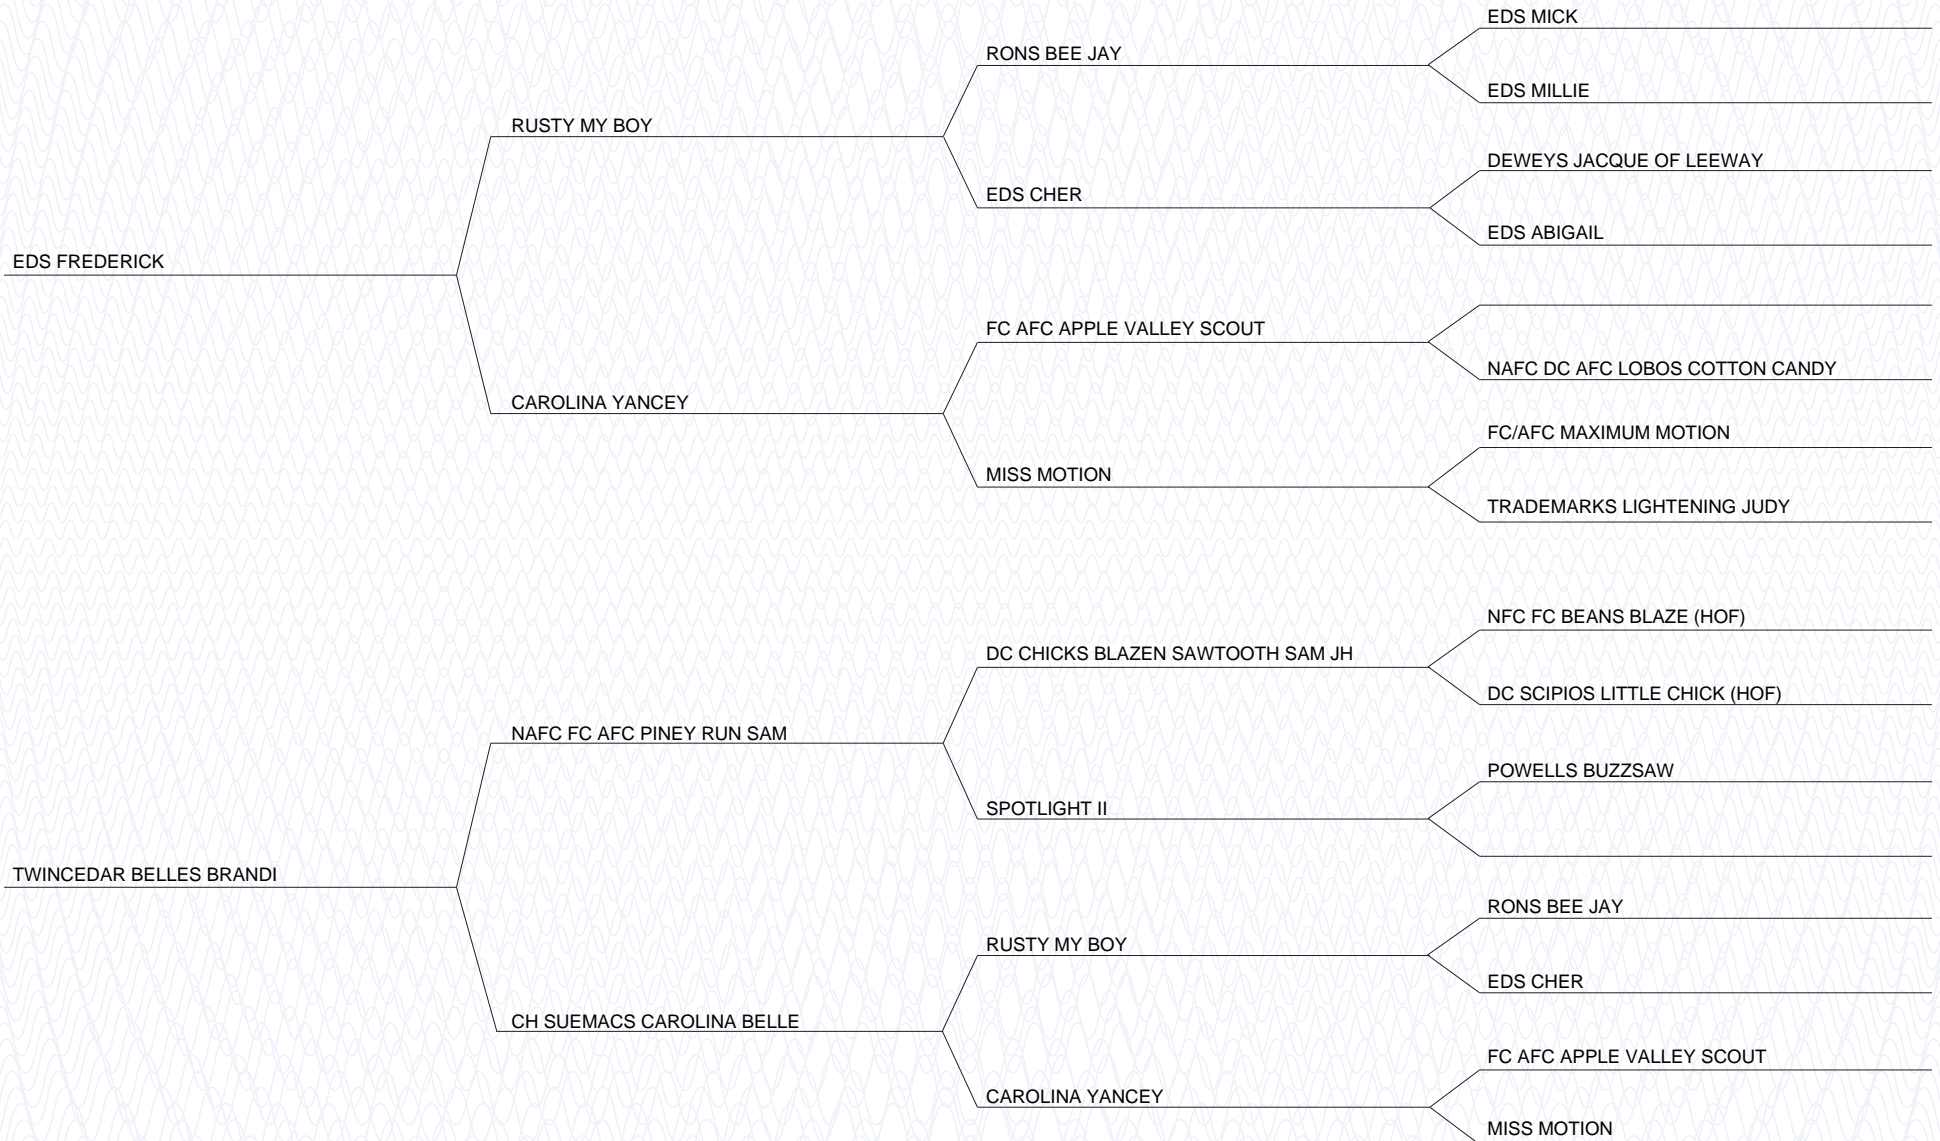 EDS MICK
RONS BEE JAY
EDS MILLIE
RUSTY MY BOY
DEWEYS JACQUE OF LEEWAY
EDS CHER
EDS ABIGAIL
EDS FREDERICK
FC AFC APPLE VALLEY SCOUT
NAFC DC AFC LOBOS COTTON CANDY
CAROLINA YANCEY
FC/AFC MAXIMUM MOTION
MISS MOTION
TRADEMARKS LIGHTENING JUDY
NFC FC BEANS BLAZE (HOF)
DC CHICKS BLAZEN SAWTOOTH SAM JH
DC SCIPIOS LITTLE CHICK (HOF)
NAFC FC AFC PINEY RUN SAM
POWELLS BUZZSAW
SPOTLIGHT II
TWINCEDAR BELLES BRANDI
RONS BEE JAY
RUSTY MY BOY
EDS CHER
CH SUEMACS CAROLINA BELLE
FC AFC APPLE VALLEY SCOUT
CAROLINA YANCEY
MISS MOTION